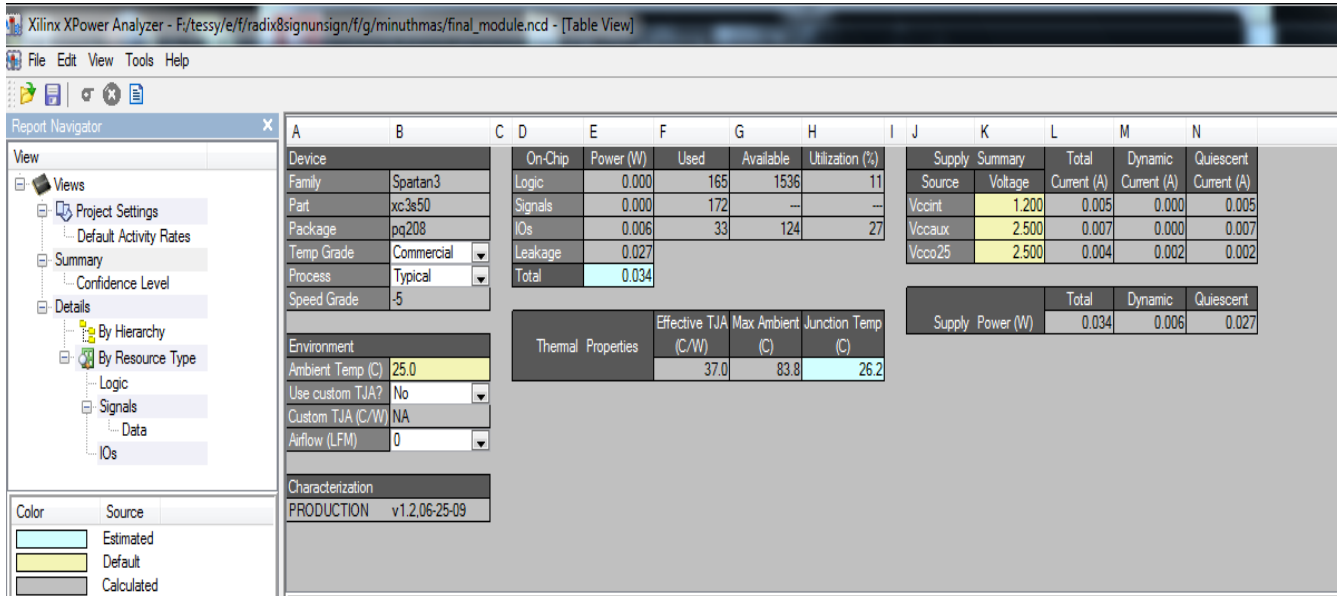 Xilinx XPower Analyzer - F:/tessy/e/f/radix8signunsign/f/g/minuthmas/final_module.ncd - [Table View]
File Edit View Tools Help
Report Navigator X
View
Views
Project Settings
Default Activity Rates
Summary
Confidence Level
Details
By Hierarchy
By Resource Type
Logic
Signals
Data
IOs
Color Source
Estimated
Default
Calculated
A B C D E F G H I J K L M N
Device
Family Spartan3
Part xc3s50
Package pq208
Temp Grade Commercial
Process Typical
Speed Grade -5
Environment
Ambient Temp (C) 25.0
Use custom TJA? No
Custom TJA (C/W) NA
Airflow (LFM) 0
Characterization
PRODUCTION v1.2,06-25-09
On-Chip Power (W) Used Available Utilization (%)
Logic 0.000 165 1536 11
Signals 0.000 172 --- ---
IOs 0.006 33 124 27
Leakage 0.027
Total 0.034
Effective TJA Max Ambient Junction Temp
Thermal Properties (C/W) (C) (C)
37.0 83.8 26.2
Supply Summary Total Dynamic Quiescent
Source Voltage Current (A) Current (A) Current (A)
Vccint 1.200 0.005 0.000 0.005
Vccaux 2.500 0.007 0.000 0.007
Vcco25 2.500 0.004 0.002 0.002
Total Dynamic Quiescent
Supply Power (W) 0.034 0.006 0.027